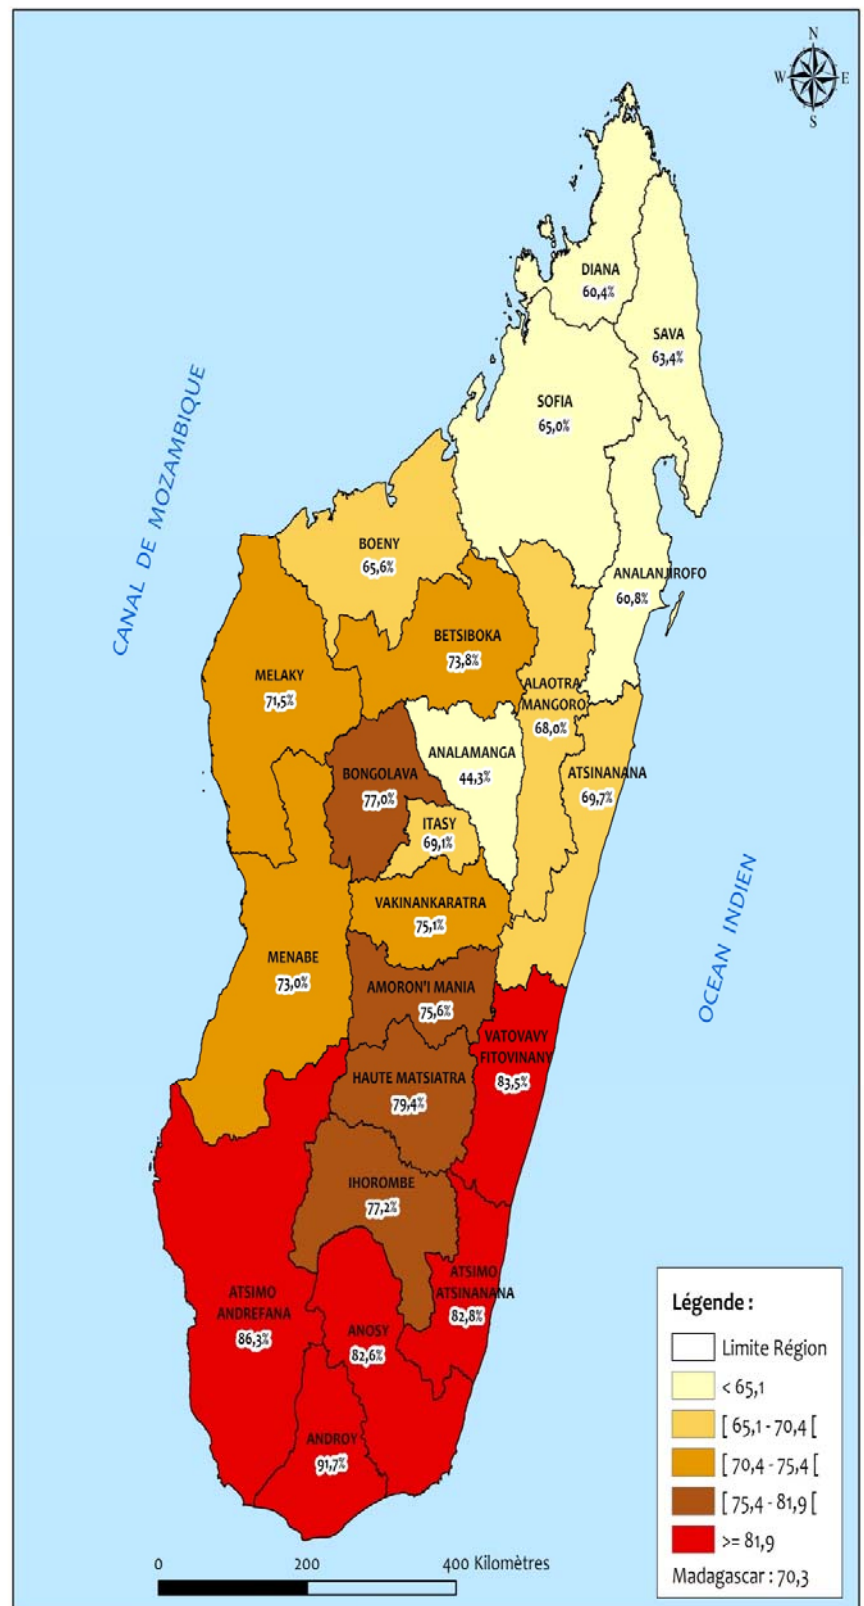 N
W E
S
DIANA
60,4%
SAVA
63,4%
SOFIA
65,0%
CANAL DE MOZAMBIQUE
BOENY
65,6%
ANALANJIROFO
60,8%
BETSIBOKA
73,8%
MELAKY
71,5%
ALAOTRA
MANGORO
68,0%
ANALAMANGA
44,3%
BONGOLAVA
77,0%
ATSINANANA
69,7%
ITASY
69,1%
VAKINANKARATRA
75,1%
OCEAN INDIEN
MENABE
73,0%
AMORON'I MANIA
75,6%
VATOVAVY
FITOVINANY
83,5%
HAUTE MATSIATRA
79,4%
IHOROMBE
77,2%
ATSIMO
ATSINANANA
82,8%
ATSIMO
ANDREFANA
86,3%
ANOSY
82,6%
ANDROY
91,7%
Légende :
Limite Région
< 65,1
[ 65,1 - 70,4 [
[ 70,4 - 75,4 [
[ 75,4 - 81,9 [
>= 81,9
Madagascar : 70,3
0 200 400 Kilomètres